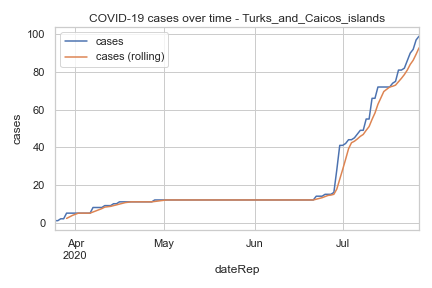 COVID-19 cases over time - Turks_and_Caicos_islands
cases
cases (rolling)
100
80
60
40
20
0
cases
Apr
2020
May
Jun
Jul
dateRep